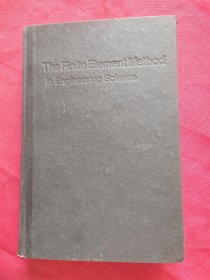 The Finite Element Method
in Engineering Science